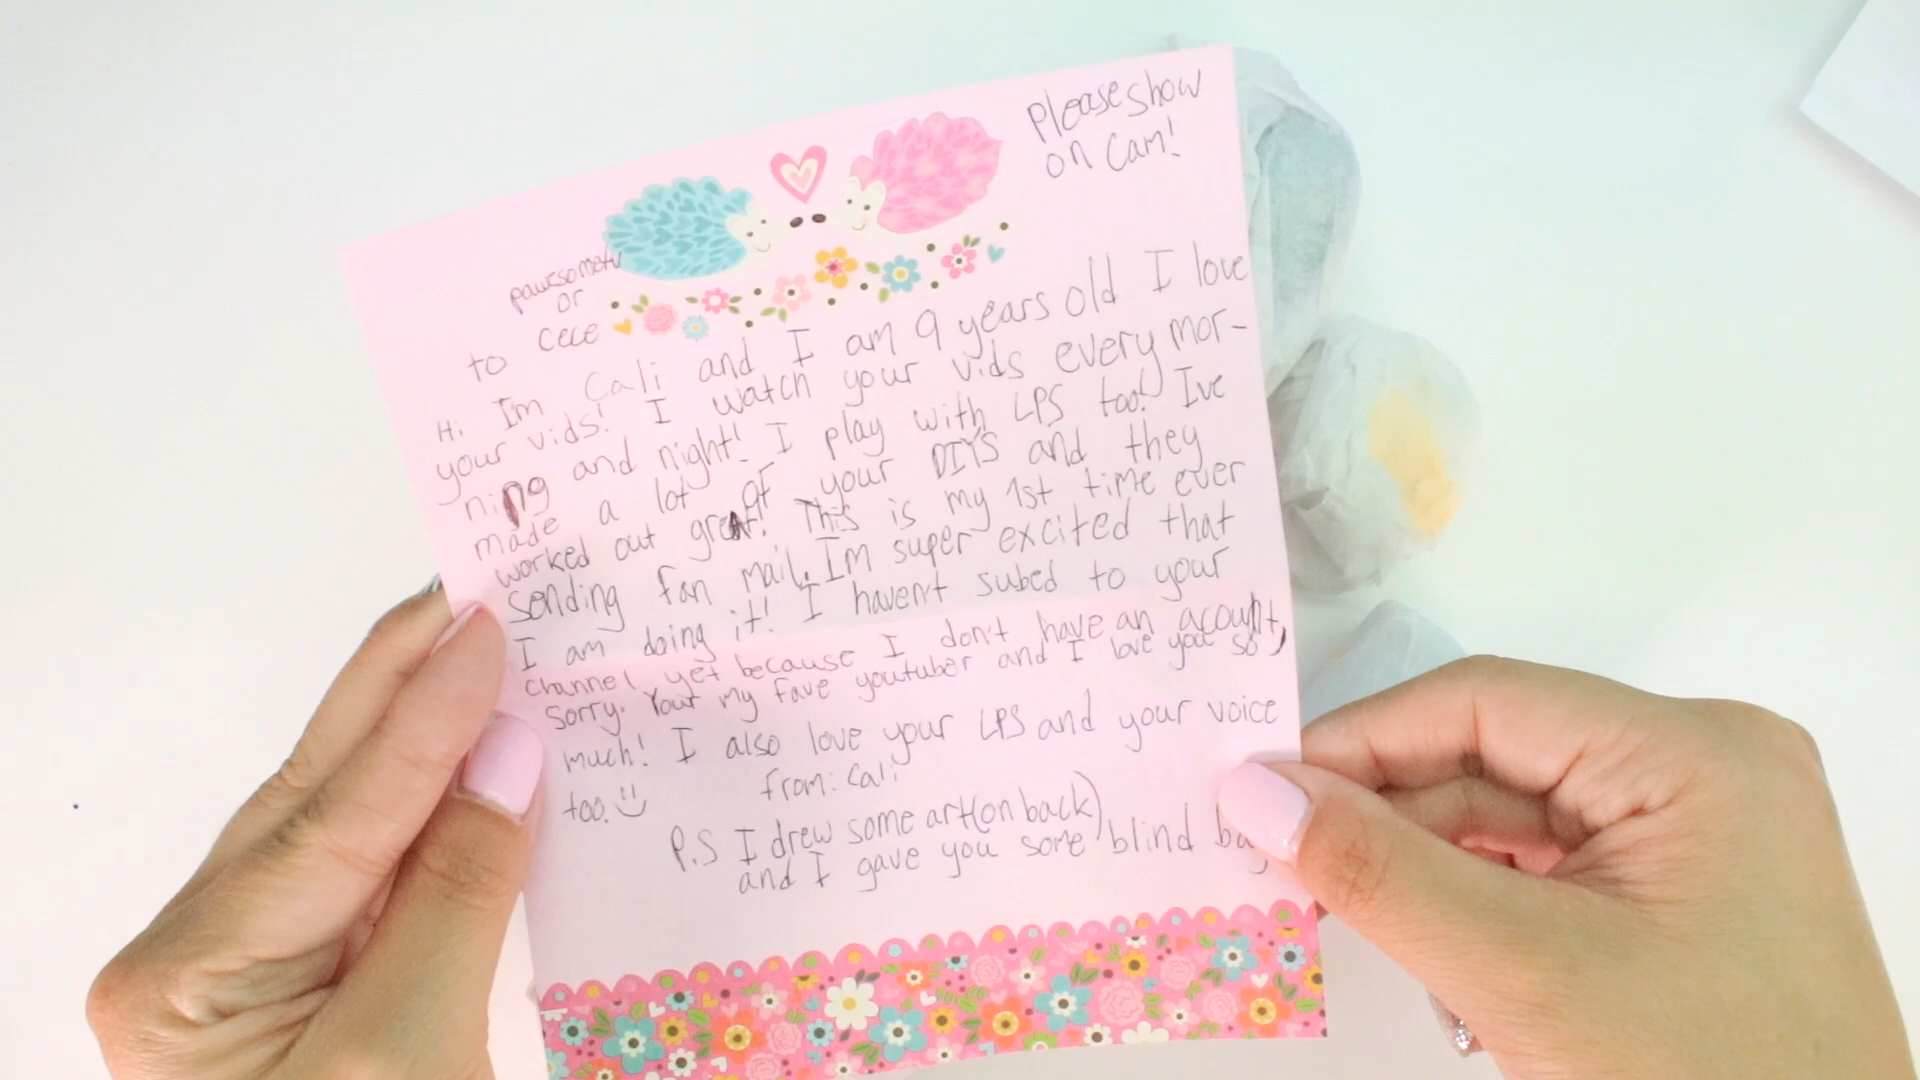 Please show
on Cam!
pawsometv
or
to Cece
Hi I'm Cali and I am 9 years old I love
your vids! I watch your vids every mor-
ning and night! I play with LPS too! Ive
made a lot of your DIYS and they
worked out great! This is my 1st time ever
sending fan mail. Im super excited that
I am doing it! I haven't subed to your
channel yet because I don't have an acount,
sorry. Your my fave youtuber and I love you so
much! I also love your LPS and your voice
too. :)
from: Cali
P.S I drew some art(on back)
and I gave you some blind